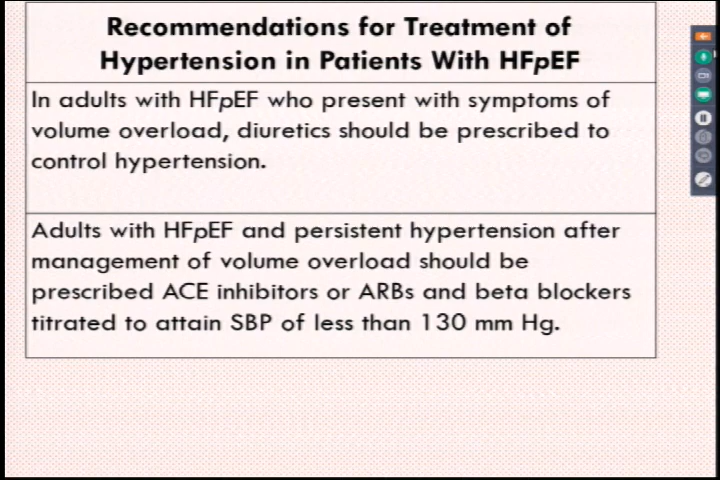 Recommendations for Treatment of
Hypertension in Patients With HFpEF
In adults with HFpEF who present with symptoms of
volume overload, diuretics should be prescribed to
control hypertension.
Adults with HFpEF and persistent hypertension after
management of volume overload should be
prescribed ACE inhibitors or ARBs and beta blockers
titrated to attain SBP of less than 130 mm Hg.